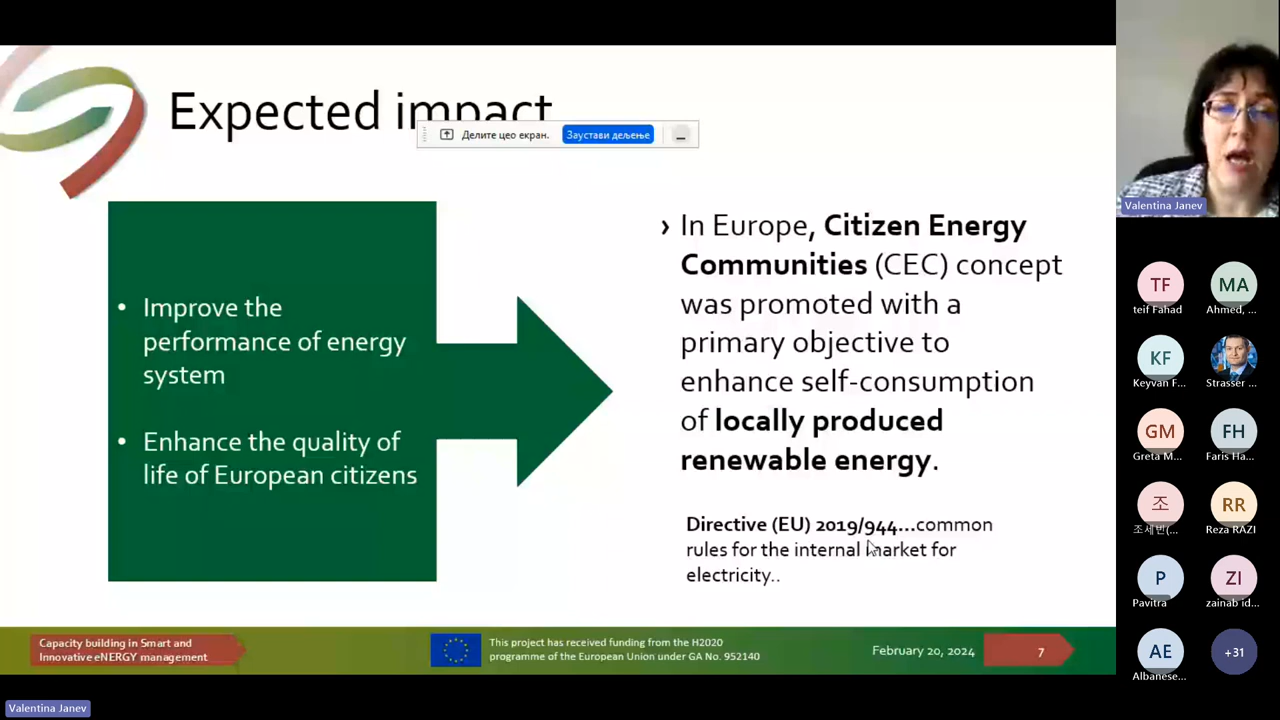 Expected impact
Делите цео екран.
Заустави дељење
• Improve the
performance of energy
system
• Enhance the quality of
life of European citizens
› In Europe, Citizen Energy
Communities (CEC) concept
was promoted with a
primary objective to
enhance self-consumption
of locally produced
renewable energy.
Directive (EU) 2019/944...common
rules for the internal market for
electricity..
Capacity building in Smart and
Innovative eNERGY management
This project has received funding from the H2020
programme of the European Union under GA No. 952140
February 20, 2024
7
Valentina Janev
TF
teif Fahad
MA
Ahmed, ...
KF
Keyvan F...
Strasser ...
GM
Greta M...
FH
Faris Ha...
조
조세빈(...
RR
Reza RAZI
P
Pavitra
ZI
zainab id...
AE
Albanese...
+31
Valentina Janev